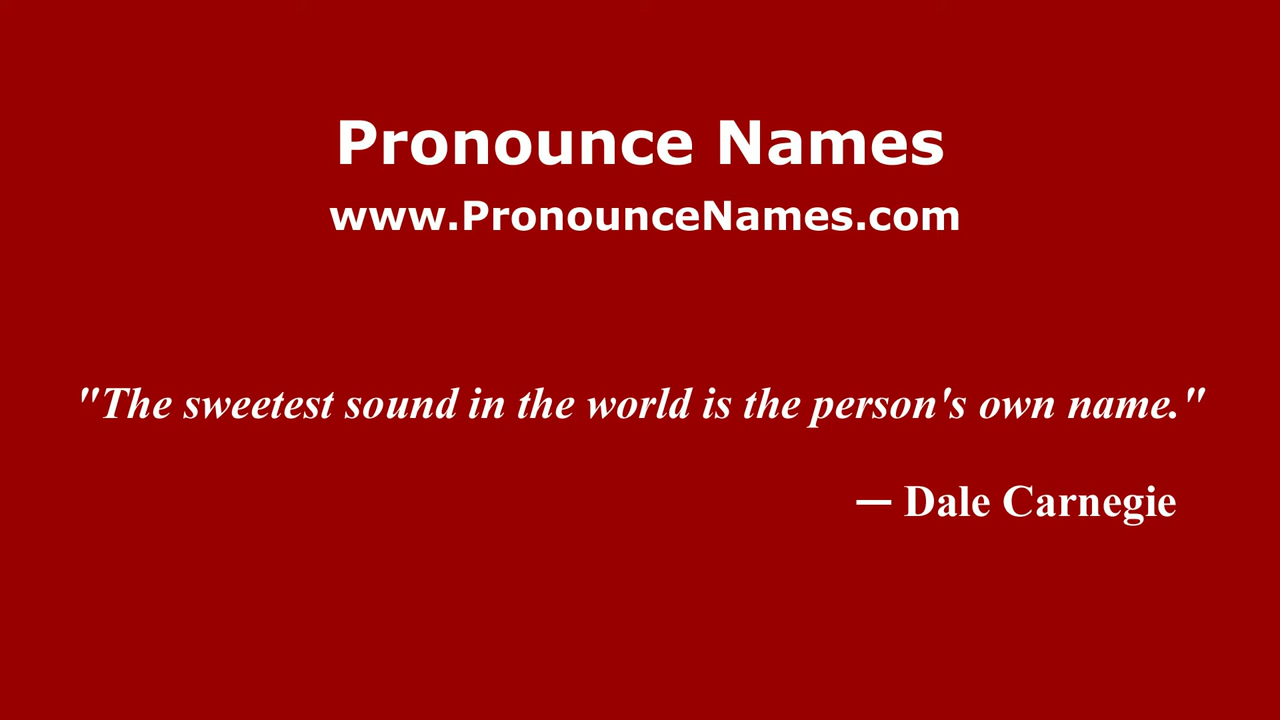 Pronounce Names
www.PronounceNames.com
"The sweetest sound in the world is the person's own name."
— Dale Carnegie